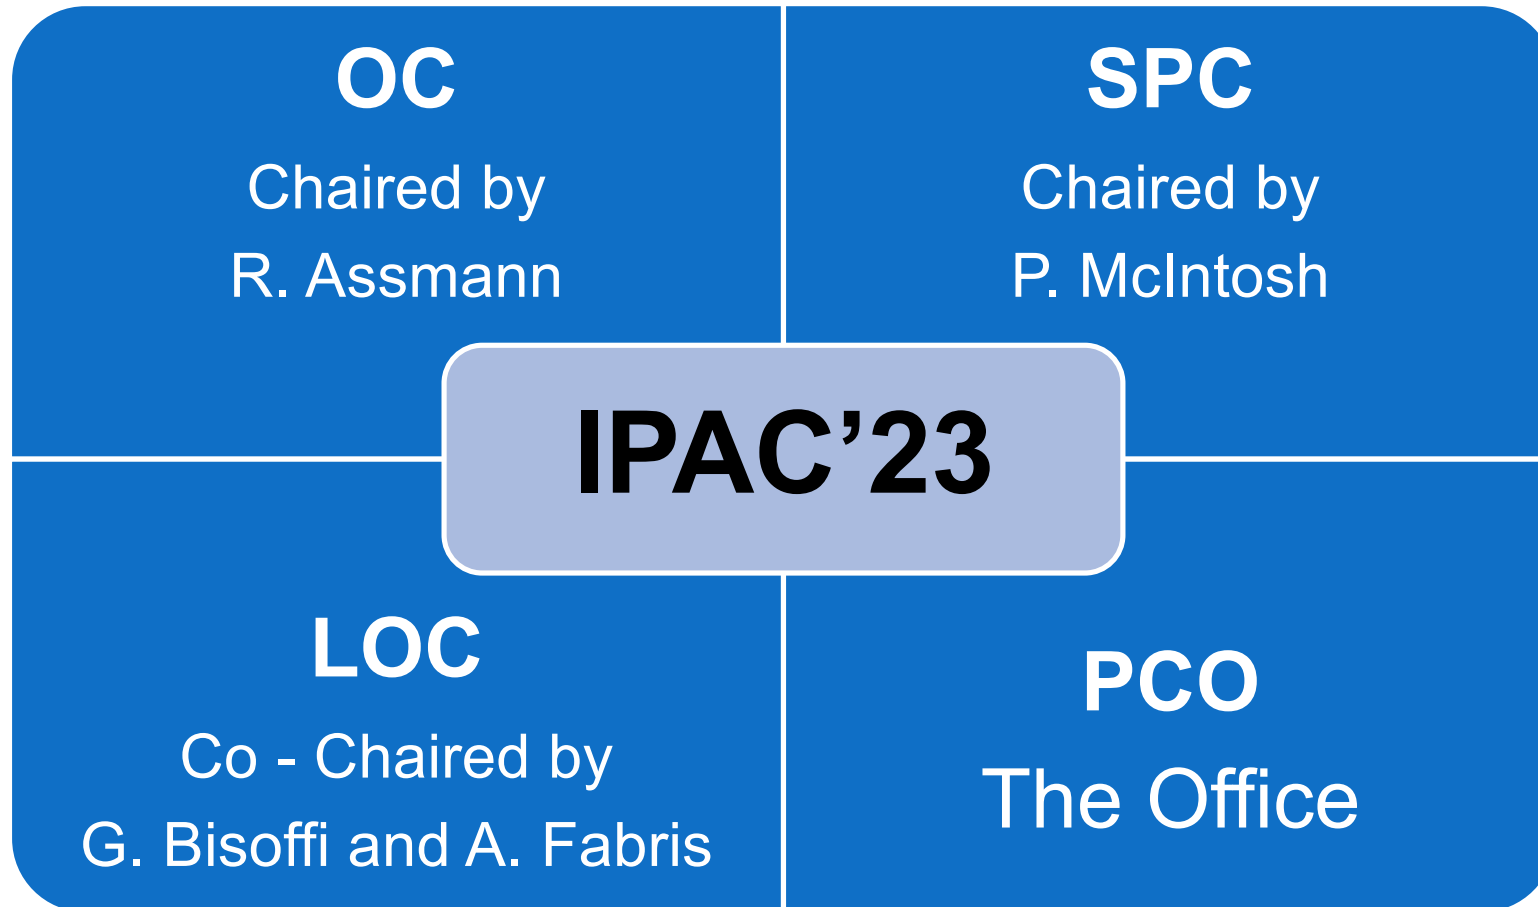 OC
Chaired by
R. Assmann
SPC
Chaired by
P. McIntosh
IPAC’23
LOC
Co - Chaired by
G. Bisoffi and A. Fabris
PCO
The Office